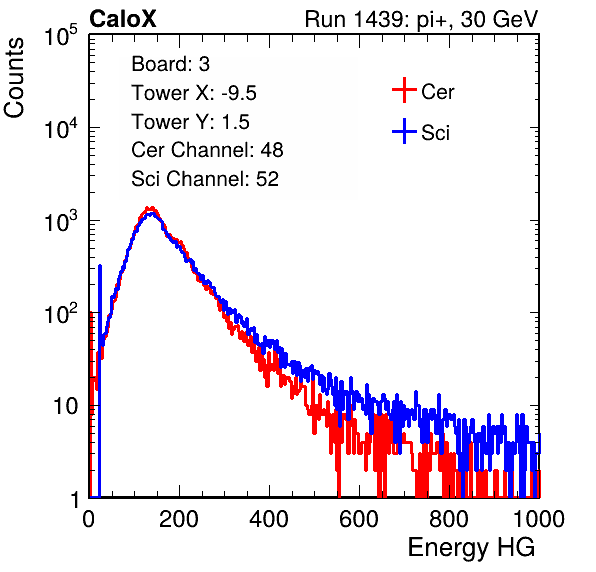 CaloX Run 1439: pi+, 30 GeV
Counts
Board: 3
Tower X: -9.5
Tower Y: 1.5
Cer Channel: 48
Sci Channel: 52
Cer
Sci
10^5
10^4
10^3
10^2
10
1
0 200 400 600 800 1000
Energy HG